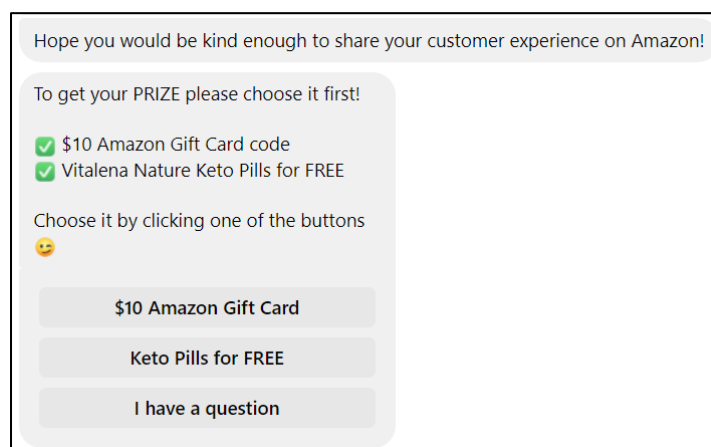 Hope you would be kind enough to share your customer experience on Amazon!
To get your PRIZE please choose it first!
✅ $10 Amazon Gift Card code
✅ Vitalena Nature Keto Pills for FREE
Choose it by clicking one of the buttons
😉
$10 Amazon Gift Card
Keto Pills for FREE
I have a question